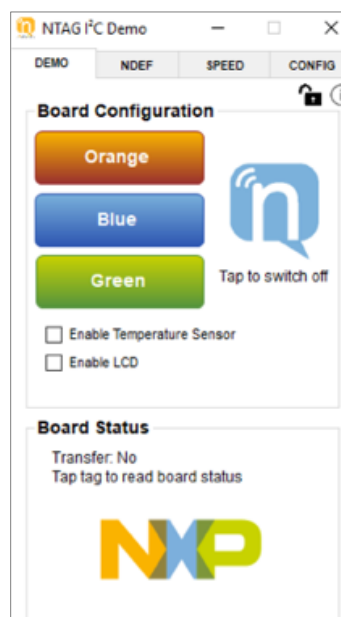 NTAG I²C Demo
DEMO NDEF SPEED CONFIG
Board Configuration
Orange
Blue
Green
Tap to switch off
Enable Temperature Sensor
Enable LCD
Board Status
Transfer: No
Tap tag to read board status
NXP